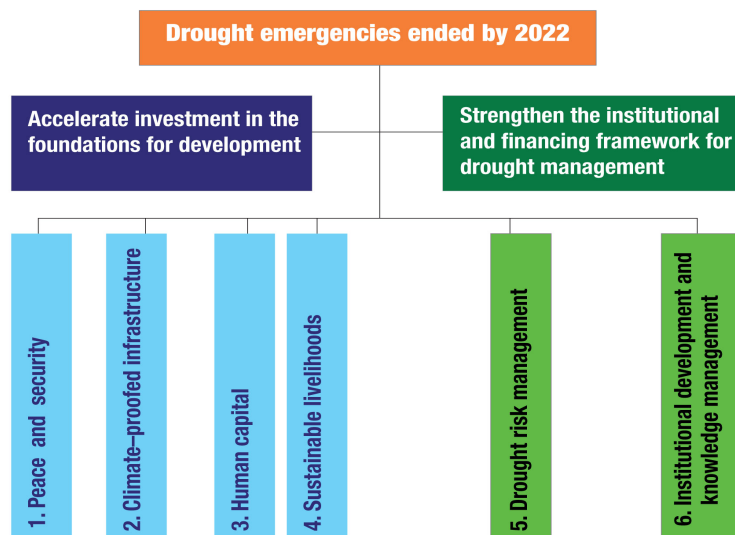 Drought emergencies ended by 2022
Accelerate investment in the
foundations for development
Strengthen the institutional
and financing framework for
drought management
1. Peace and security
2. Climate–proofed infrastructure
3. Human capital
4. Sustainable livelihoods
5. Drought risk management
6. Institutional development and
knowledge management